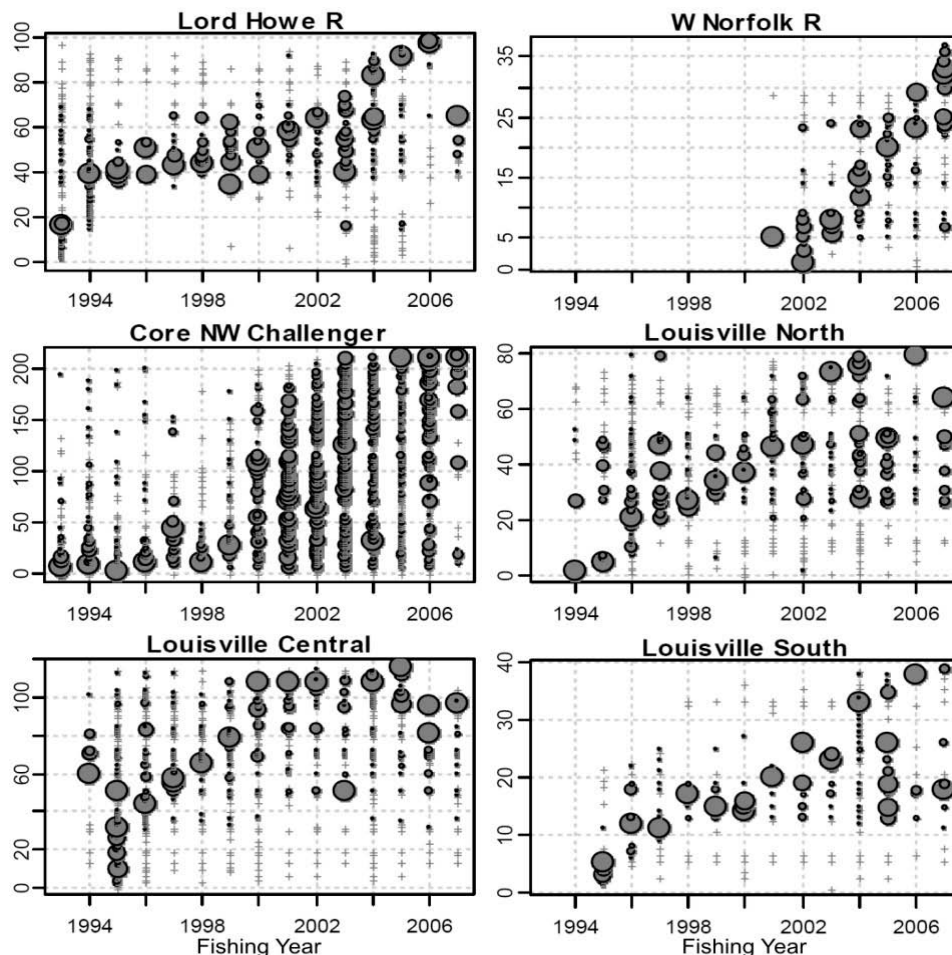 Lord Howe R
W Norfolk R
100
80
60
40
20
0
35
25
15
5
0
1994 1998 2002 2006
1994 1998 2002 2006
Core NW Challenger
Louisville North
200
150
100
50
0
80
60
40
20
0
1994 1998 2002 2006
1994 1998 2002 2006
Louisville Central
Louisville South
100
60
20
0
40
30
20
10
0
1994 1998 2002 2006
1994 1998 2002 2006
Fishing Year
Fishing Year